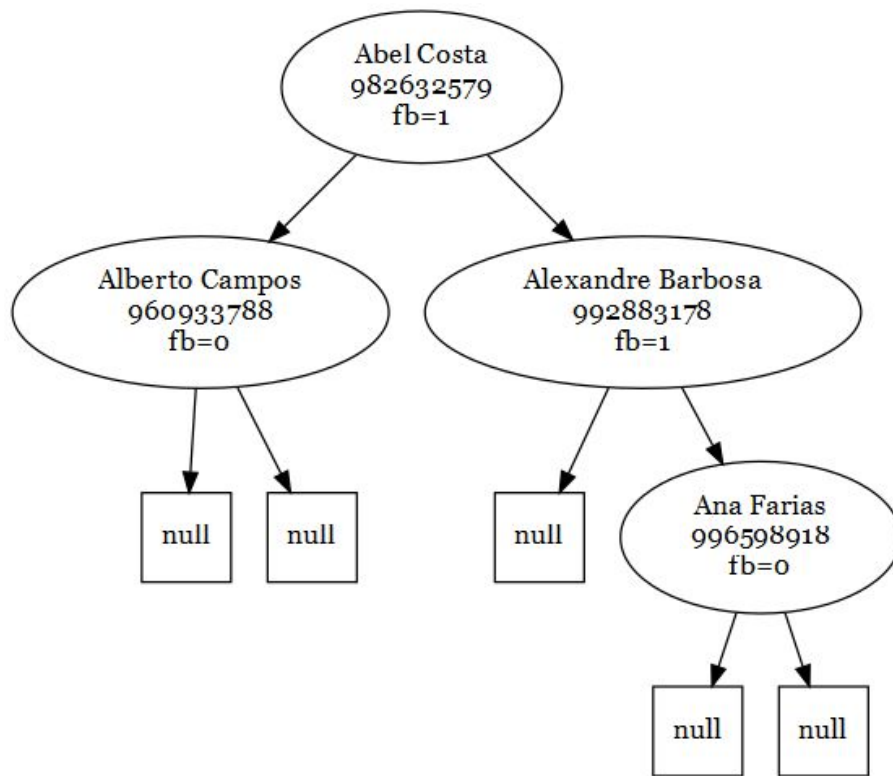 Abel Costa
982632579
fb=1
Alberto Campos
960933788
fb=0
Alexandre Barbosa
992883178
fb=1
null
null
null
Ana Farias
996598918
fb=0
null
null